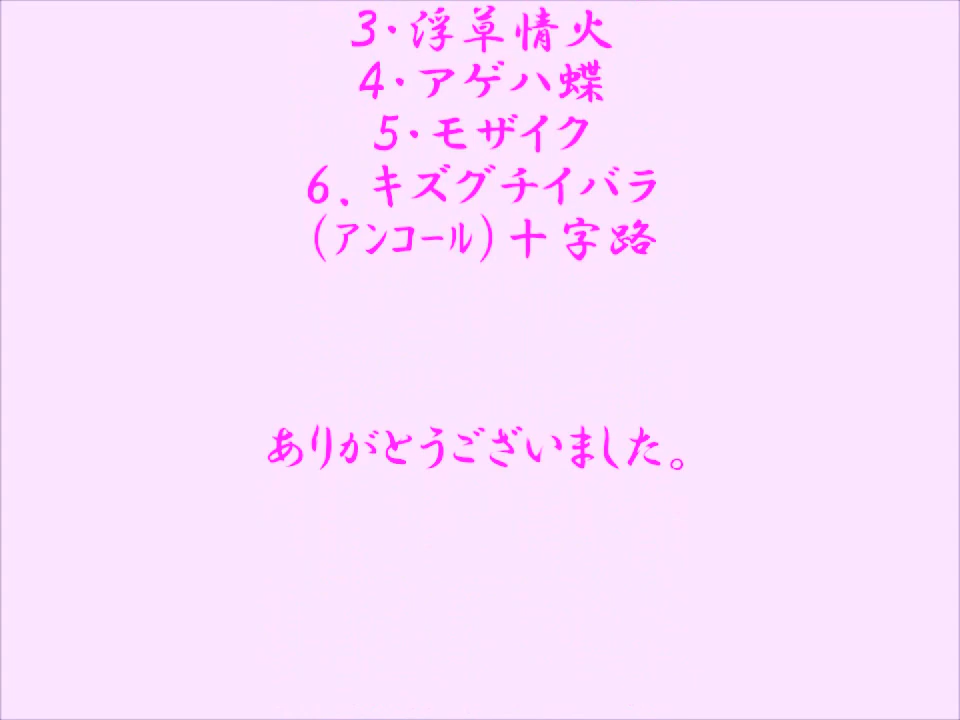 3・浮草情火
4・アゲハ蝶
5・モザイク
6．キズグチイバラ
(アンコール)十字路
ありがとうございました。